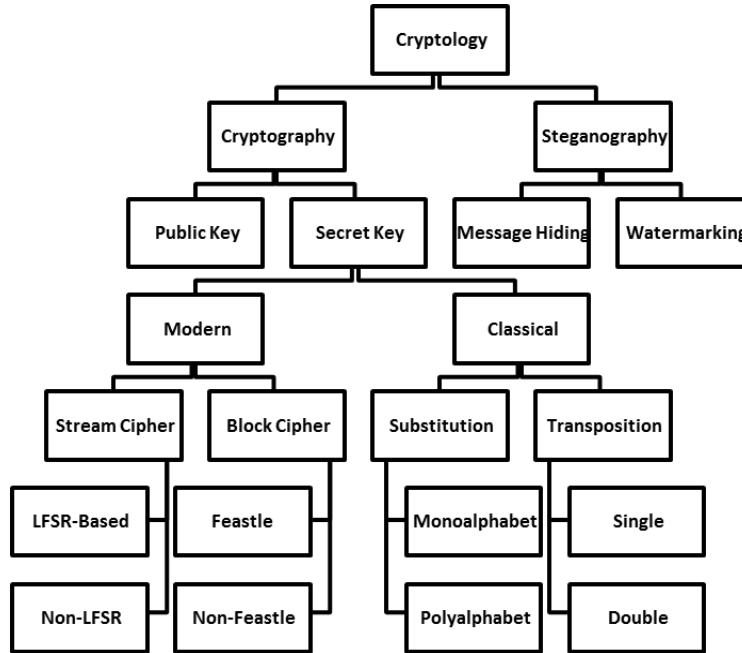 Cryptology
Cryptography
Steganography
Public Key
Secret Key
Message Hiding
Watermarking
Modern
Classical
Stream Cipher
Block Cipher
Substitution
Transposition
LFSR-Based
Feastle
Monoalphabet
Single
Non-LFSR
Non-Feastle
Polyalphabet
Double